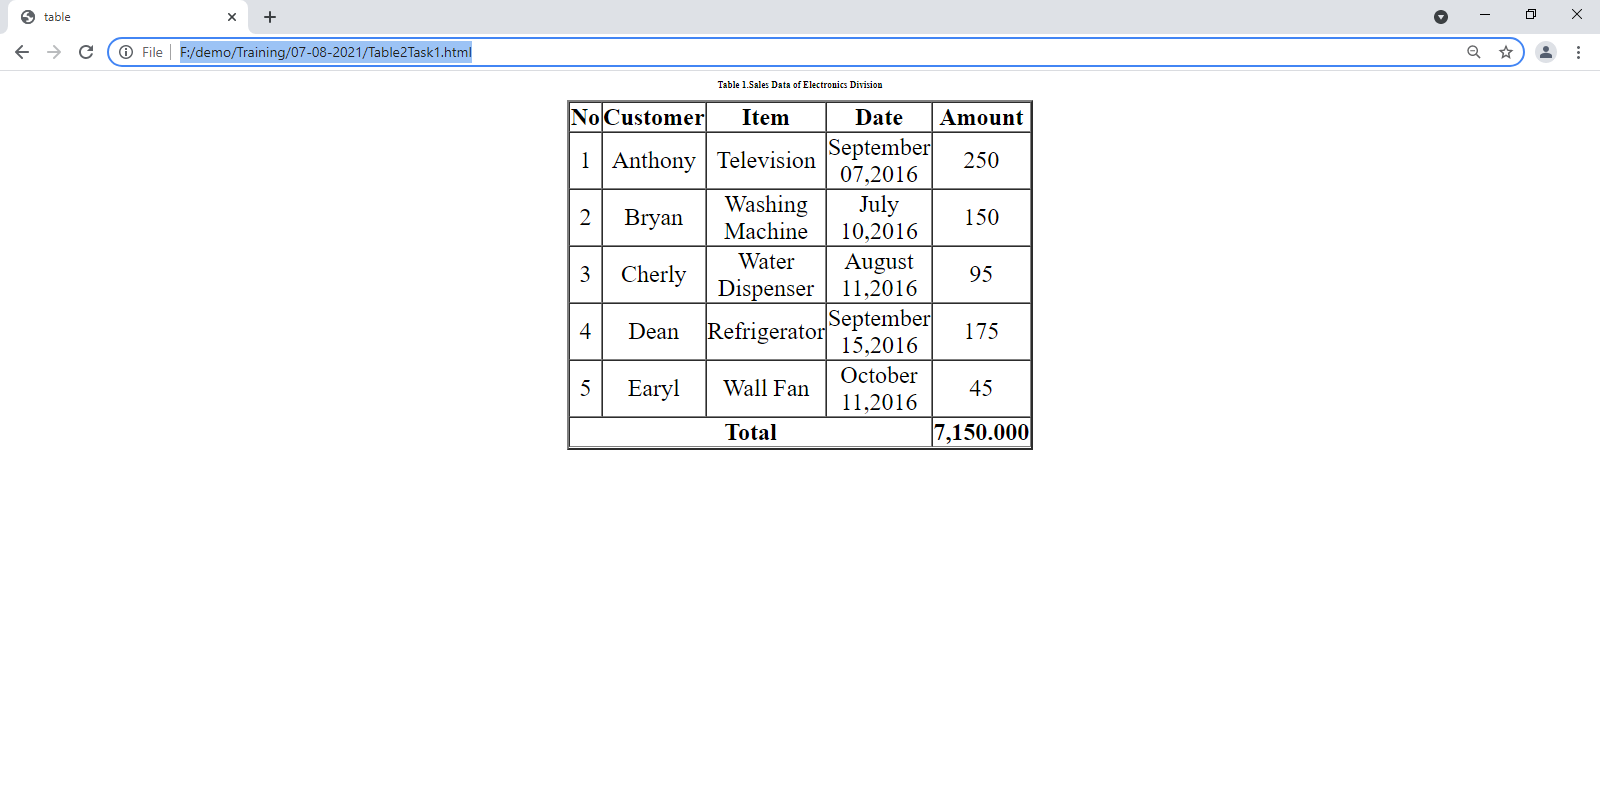 table
File F:/demo/Training/07-08-2021/Table2Task1.html
Table 1.Sales Data of Electronics Division
No Customer Item Date Amount
1 Anthony Television September 07,2016 250
2 Bryan Washing Machine July 10,2016 150
3 Cherly Water Dispenser August 11,2016 95
4 Dean Refrigerator September 15,2016 175
5 Earyl Wall Fan October 11,2016 45
Total 7,150.000